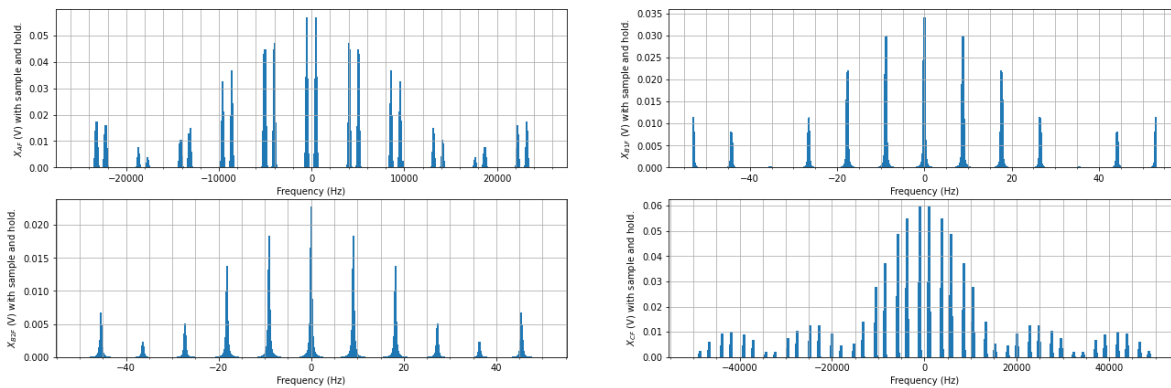 X_AF (V) with sample and hold.
0.05
0.04
0.03
0.02
0.01
0.00
−20000 −10000 0 10000 20000
Frequency (Hz)
X_B1F (V) with sample and hold.
0.035
0.030
0.025
0.020
0.015
0.010
0.005
0.000
−40 −20 0 20 40
Frequency (Hz)
X_B2F (V) with sample and hold.
0.020
0.015
0.010
0.005
0.000
−40 −20 0 20 40
Frequency (Hz)
X_CF (V) with sample and hold.
0.06
0.05
0.04
0.03
0.02
0.01
0.00
−40000 −20000 0 20000 40000
Frequency (Hz)